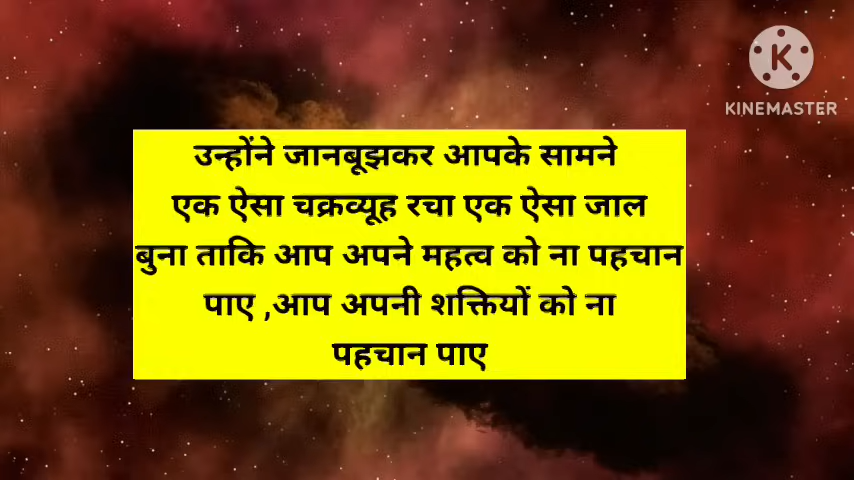 KINEMASTER
उन्होंने जानबूझकर आपके सामने
एक ऐसा चक्रव्यूह रचा एक ऐसा जाल
बुना ताकि आप अपने महत्व को ना पहचान
पाए ,आप अपनी शक्तियों को ना
पहचान पाए